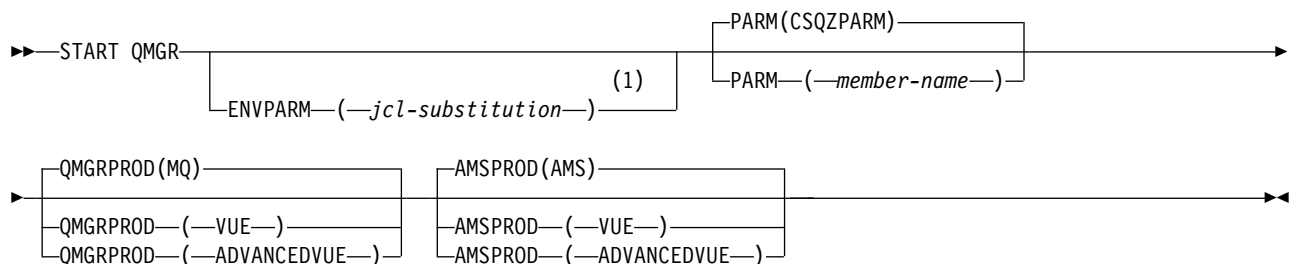 PARM(CSQZPARM)
START QMGR
(1) PARM ( member-name )
ENVPARM ( jcl-substitution )
QMGRPROD(MQ) AMSPROD(AMS)
QMGRPROD ( VUE ) AMSPROD ( VUE )
QMGRPROD ( ADVANCEDVUE ) AMSPROD ( ADVANCEDVUE )